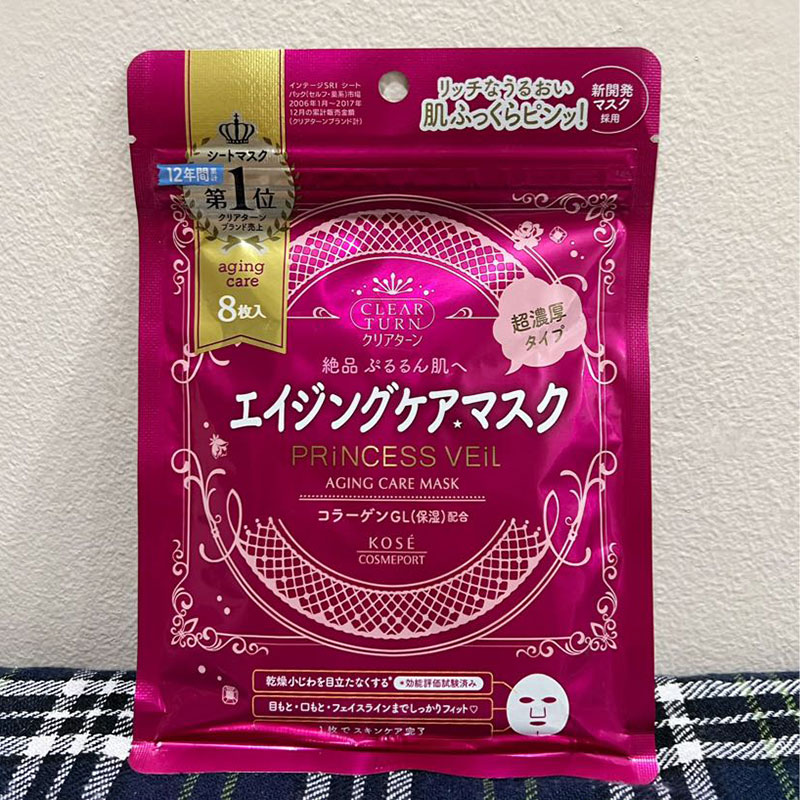 インテージSRI シート
パック(セルフ・量系)市場
2006年1月〜2017年
12月の累計販売金額
(クリアターンブランド計)
リッチなうるおい
肌ふっくらピンッ!
新開発
マスク
採用
シートマスク
12年間
第1位
クリアターン
ブランド売上
aging
care
8枚入
CLEAR
TURN
クリアターン
超濃厚
タイプ
絶品 ぷるるん肌へ
エイジングケア★マスク
PRiNCESS VEiL
AGING CARE MASK
コラーゲンGL(保湿)配合
KOSÉ
COSMEPORT
乾燥小じわを目立たなくする* *効能評価試験済み
目もと・口もと・フェイスラインまでしっかりフィット♡
1枚でスキンケア完了